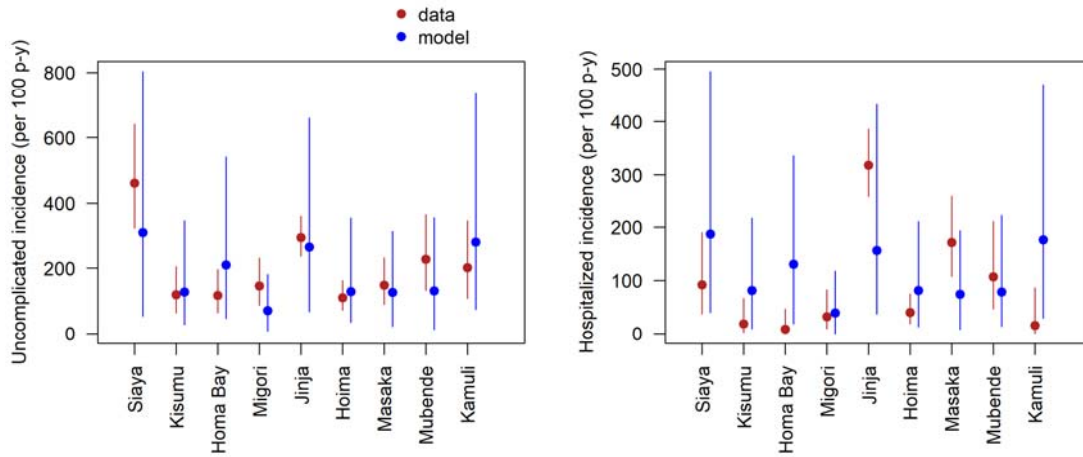 data
model
Uncomplicated incidence (per 100 p-y)
800
600
400
200
0
Siaya
Kisumu
Homa Bay
Migori
Jinja
Hoima
Masaka
Mubende
Kamuli
Hospitalized incidence (per 100 p-y)
500
400
300
200
100
0
Siaya
Kisumu
Homa Bay
Migori
Jinja
Hoima
Masaka
Mubende
Kamuli